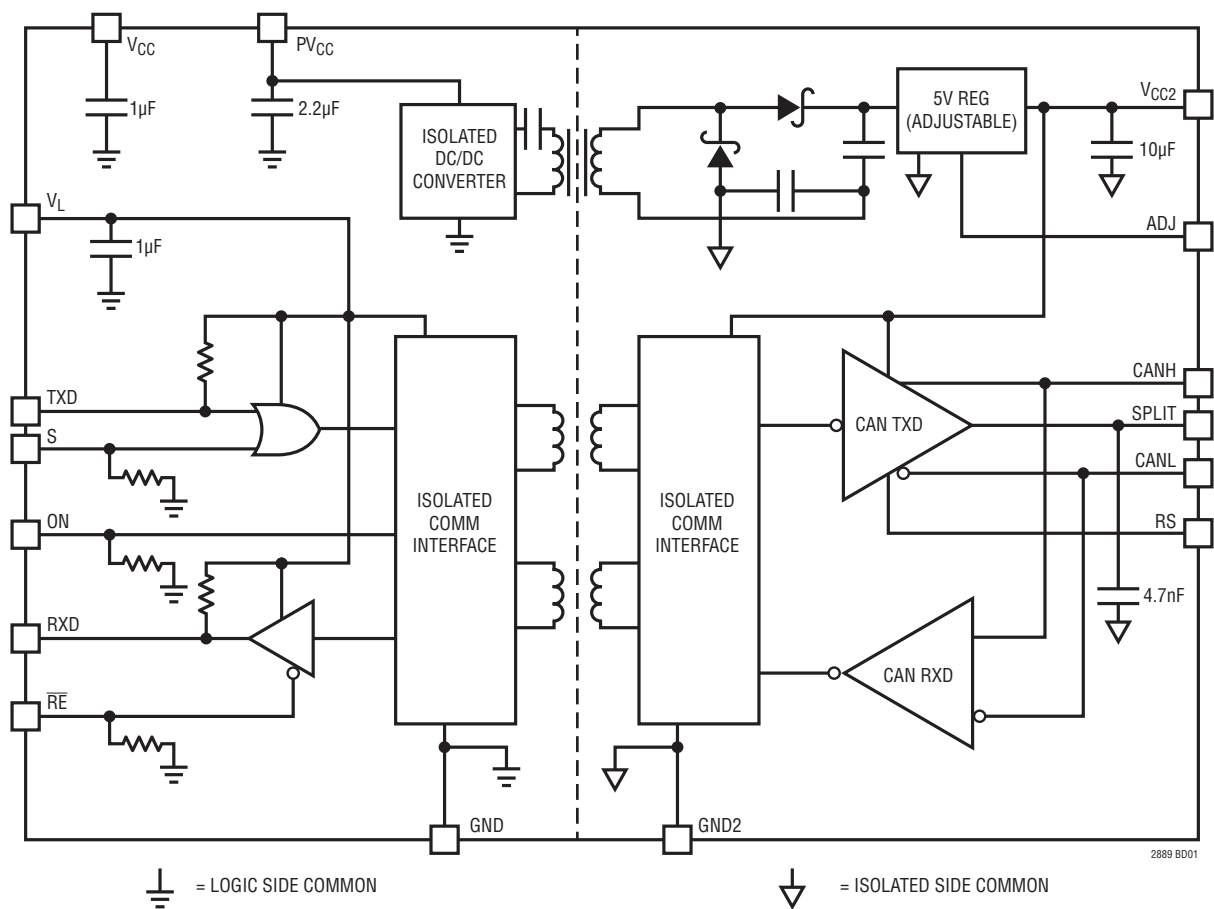 VCC
PVCC
1µF
2.2µF
ISOLATED
DC/DC
CONVERTER
5V REG
(ADJUSTABLE)
VCC2
10µF
VL
1µF
ADJ
TXD
S
ON
RXD
RE
ISOLATED
COMM
INTERFACE
ISOLATED
COMM
INTERFACE
CAN TXD
CAN RXD
CANH
SPLIT
CANL
RS
4.7nF
GND
GND2
2889 BD01
= LOGIC SIDE COMMON
= ISOLATED SIDE COMMON